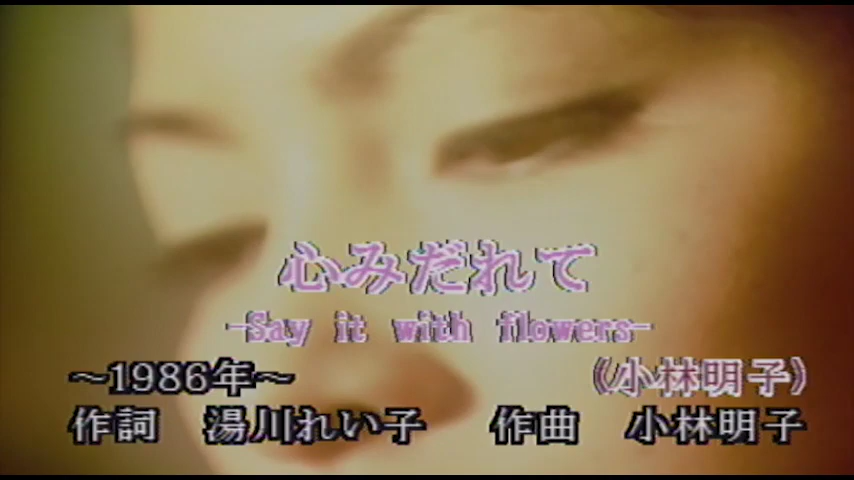 心みだれて
-Say it with flowers-
～1986年～ 《小林明子》
作詞 湯川れい子 作曲 小林明子